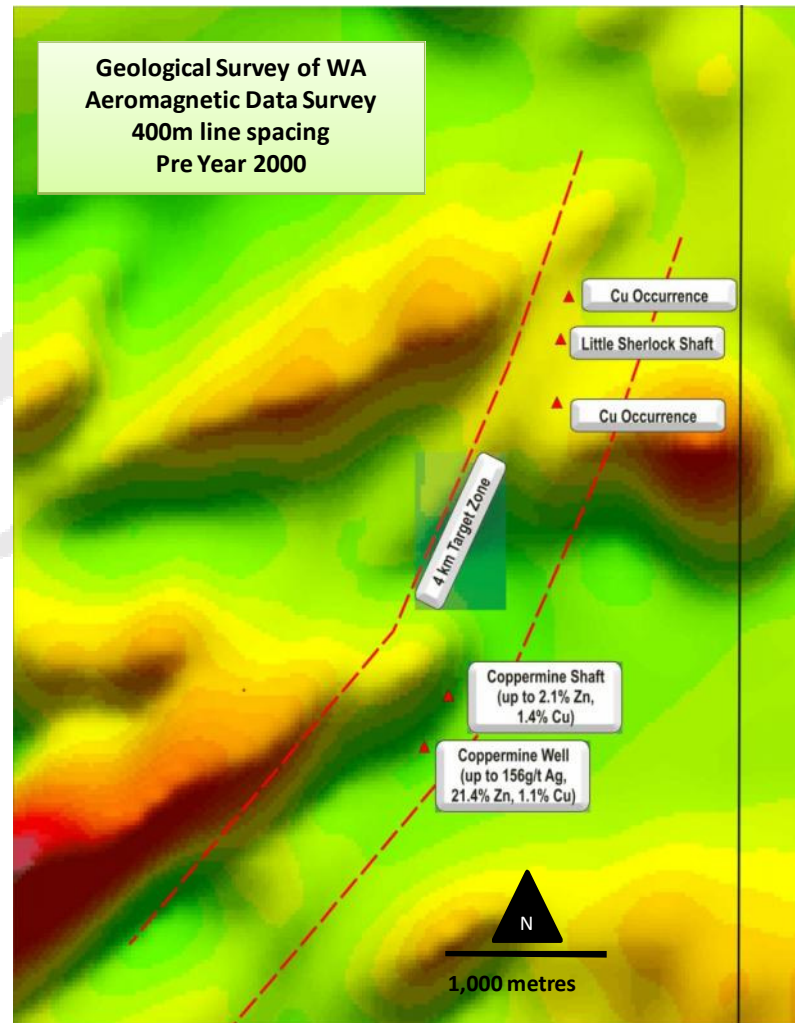 Geological Survey of WA
Aeromagnetic Data Survey
400m line spacing
Pre Year 2000
Cu Occurrence
Little Sherlock Shaft
Cu Occurrence
4 km Target Zone
Coppermine Shaft
(up to 2.1% Zn,
1.4% Cu)
Coppermine Well
(up to 156g/t Ag,
21.4% Zn, 1.1% Cu)
N
1,000 metres